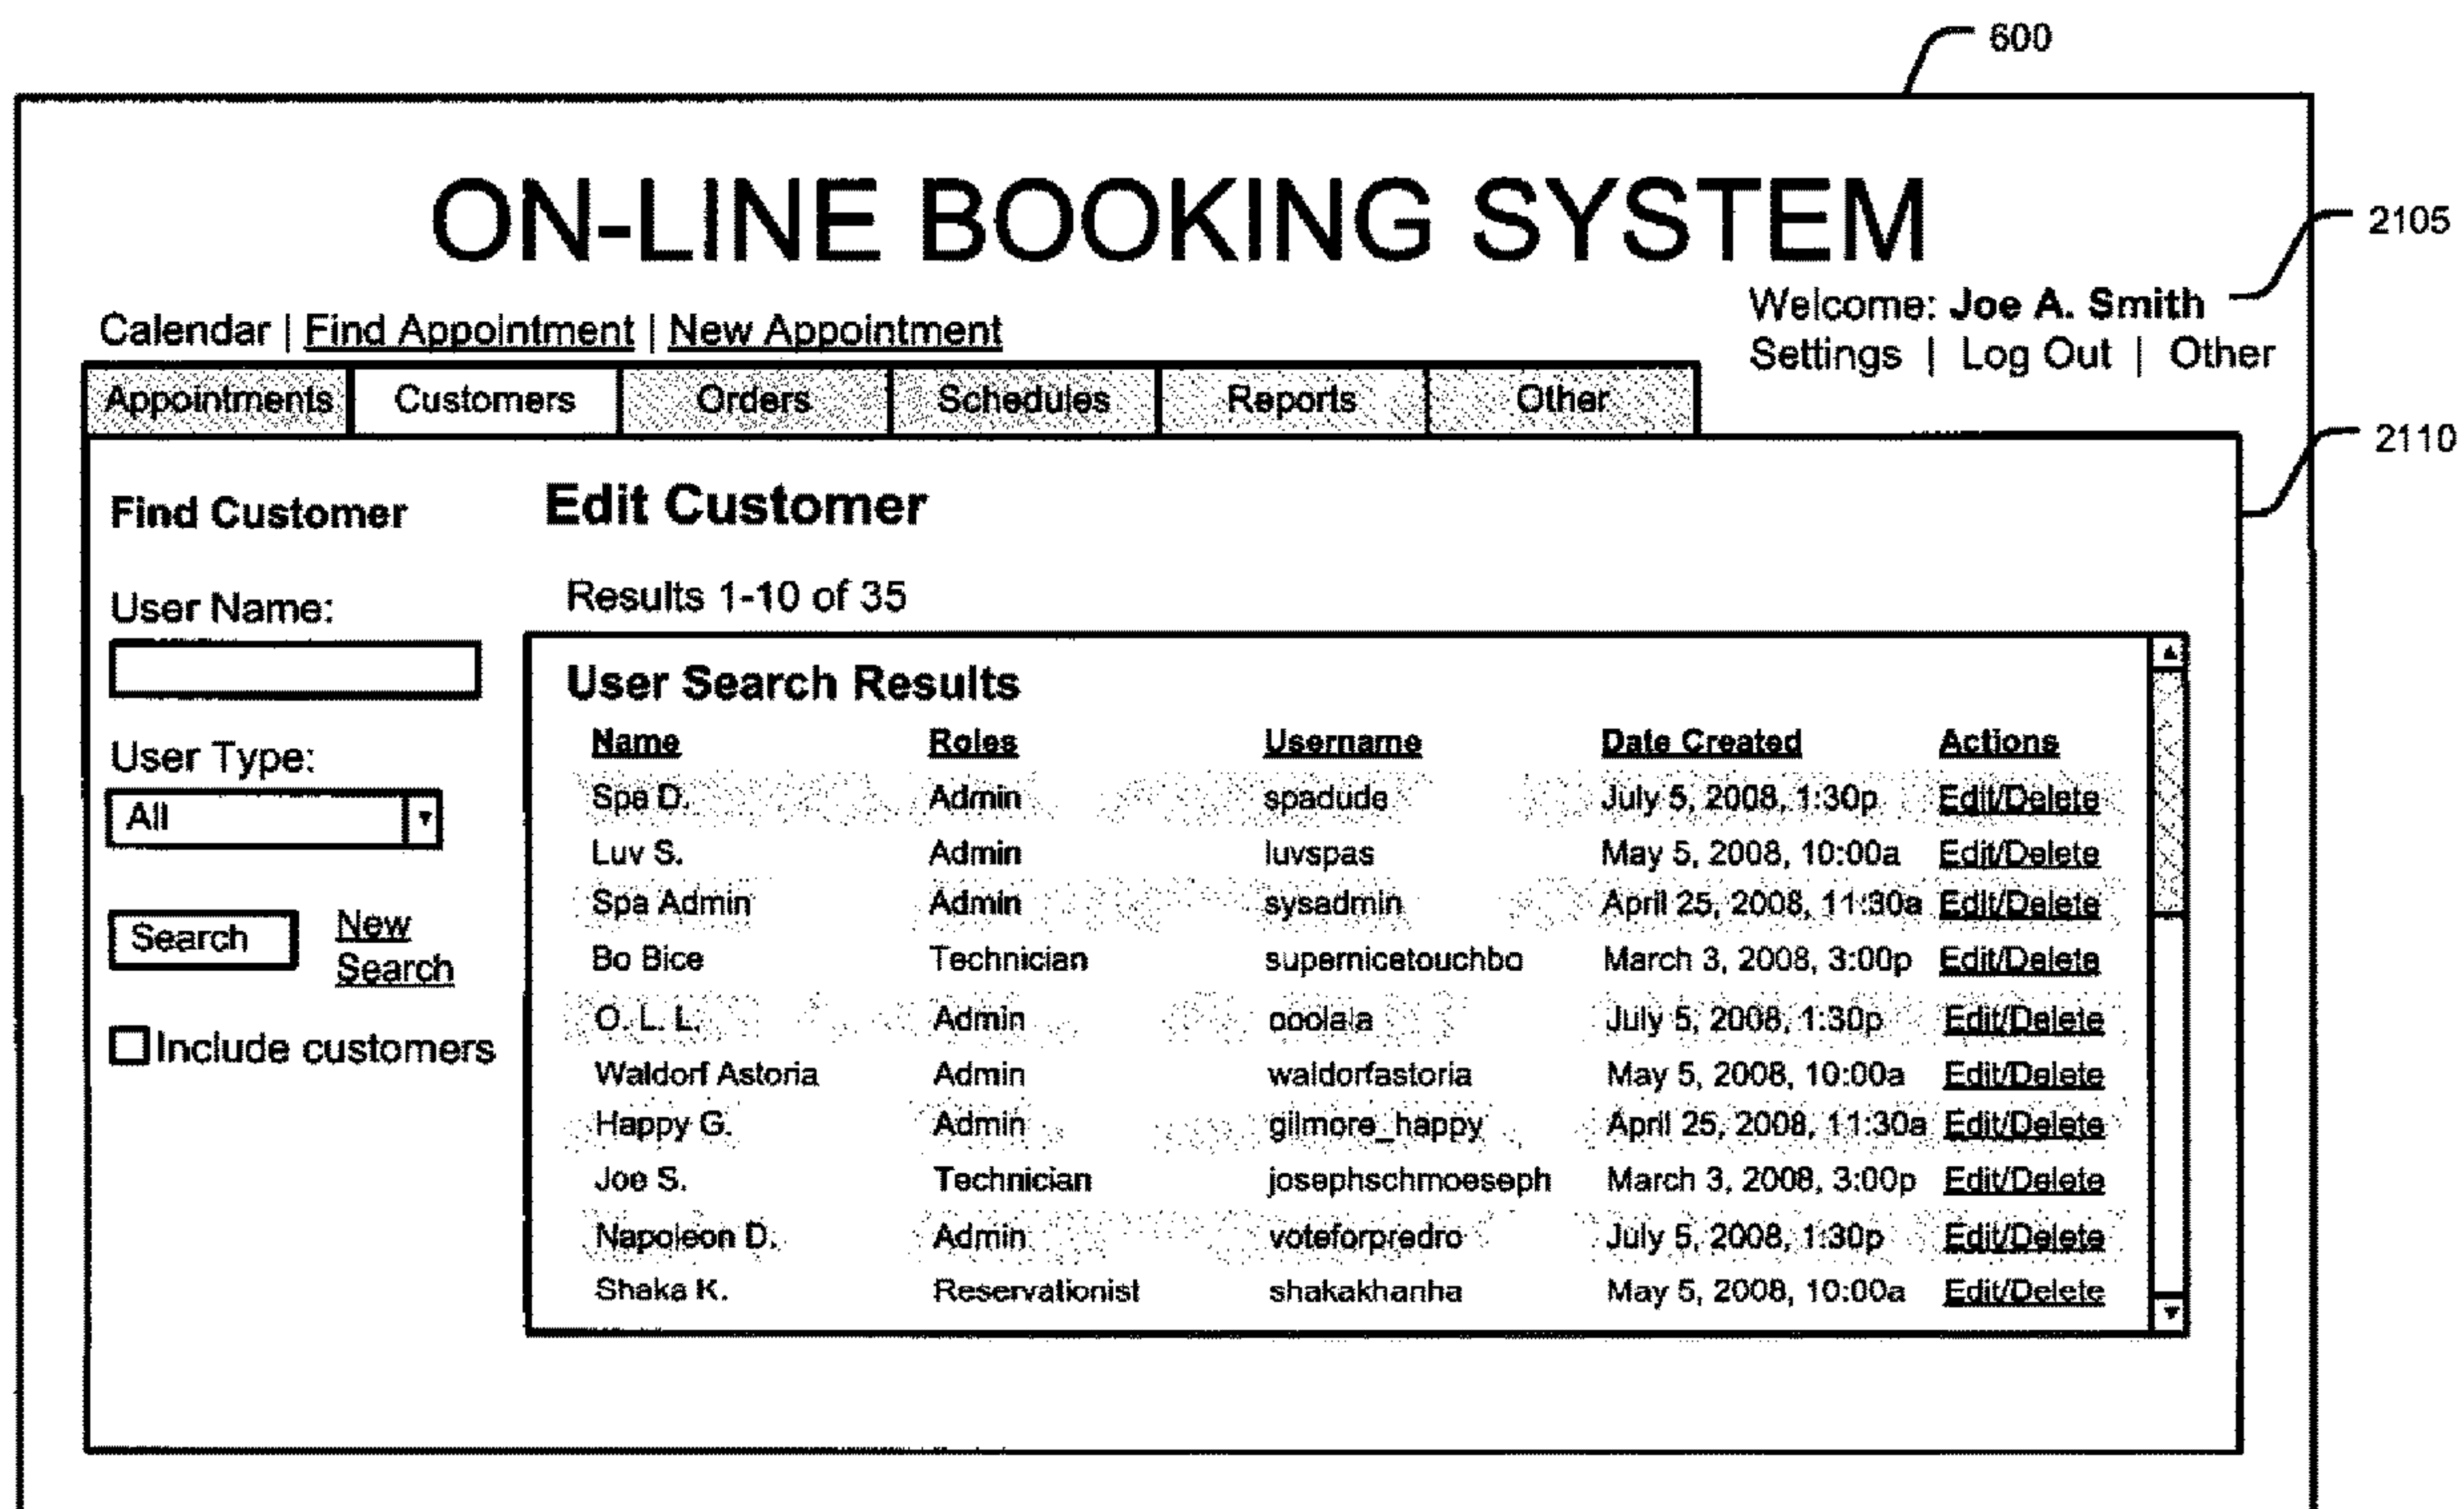 600
ON-LINE BOOKING SYSTEM
2105
Welcome: Joe A. Smith
Calendar | Find Appointment | New Appointment
Settings | Log Out | Other
Appointments Customers Orders Schedules Reports Other
2110
Find Customer
Edit Customer
Results 1-10 of 35
User Name:
User Search Results
Name Roles Username Date Created Actions
User Type:
All
Spa D. Admin spadude July 5, 2008, 1:30p Edit/Delete
Luv S. Admin luvspas May 5, 2008, 10:00a Edit/Delete
Spa Admin Admin sysadmin April 25, 2008, 11:30a Edit/Delete
Search New Search
Bo Bice Technician supernicetouchbo March 3, 2008, 3:00p Edit/Delete
O. L. L. Admin ooolala July 5, 2008, 1:30p Edit/Delete
Include customers
Waldorf Astoria Admin waldorfastoria May 5, 2008, 10:00a Edit/Delete
Happy G. Admin gilmore_happy April 25, 2008, 11:30a Edit/Delete
Joe S. Technician josephschmoeseph March 3, 2008, 3:00p Edit/Delete
Napoleon D. Admin voteforpredro July 5, 2008, 1:30p Edit/Delete
Shaka K. Reservationist shakakhanha May 5, 2008, 10:00a Edit/Delete